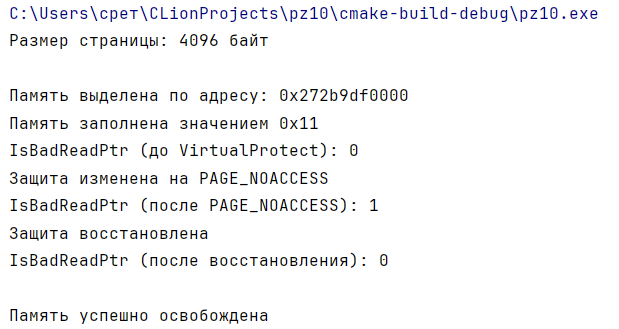 C:\Users\срет\CLionProjects\pz10\cmake-build-debug\pz10.exe
Размер страницы: 4096 байт
Память выделена по адресу: 0x272b9df0000
Память заполнена значением 0x11
IsBadReadPtr (до VirtualProtect): 0
Защита изменена на PAGE_NOACCESS
IsBadReadPtr (после PAGE_NOACCESS): 1
Защита восстановлена
IsBadReadPtr (после восстановления): 0
Память успешно освобождена